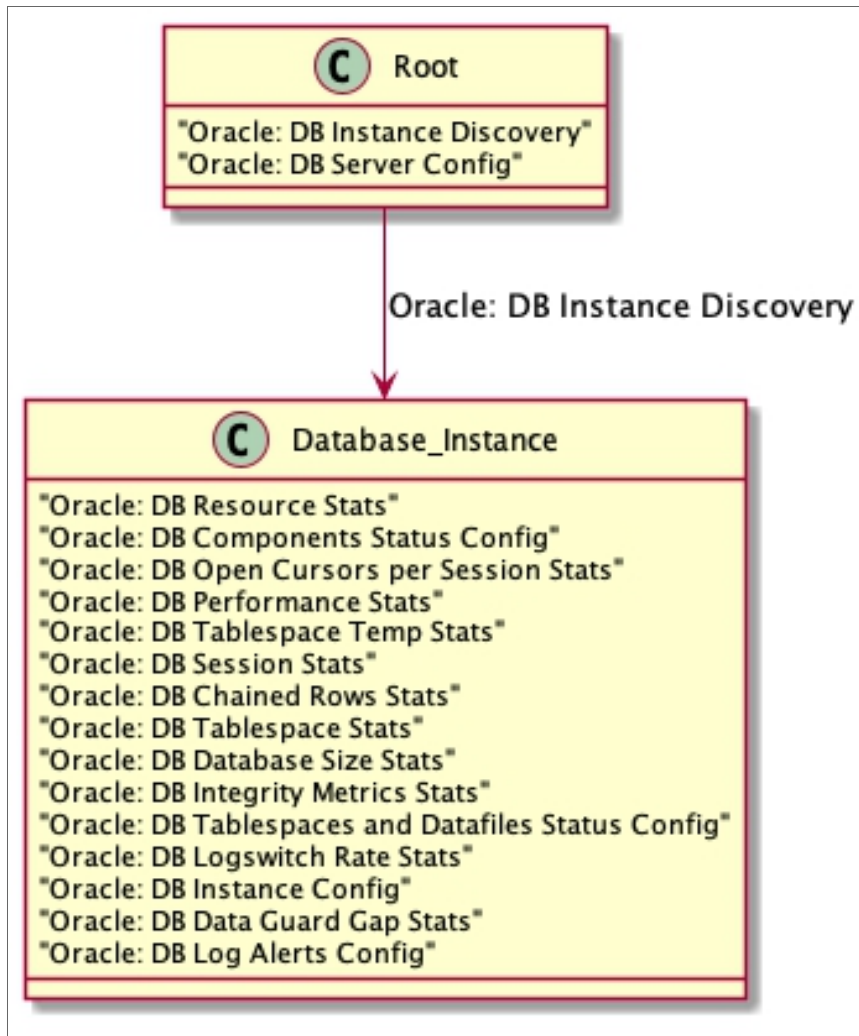 C Root
"Oracle: DB Instance Discovery"
"Oracle: DB Server Config"
Oracle: DB Instance Discovery
C Database_Instance
"Oracle: DB Resource Stats"
"Oracle: DB Components Status Config"
"Oracle: DB Open Cursors per Session Stats"
"Oracle: DB Performance Stats"
"Oracle: DB Tablespace Temp Stats"
"Oracle: DB Session Stats"
"Oracle: DB Chained Rows Stats"
"Oracle: DB Tablespace Stats"
"Oracle: DB Database Size Stats"
"Oracle: DB Integrity Metrics Stats"
"Oracle: DB Tablespaces and Datafiles Status Config"
"Oracle: DB Logswitch Rate Stats"
"Oracle: DB Instance Config"
"Oracle: DB Data Guard Gap Stats"
"Oracle: DB Log Alerts Config"